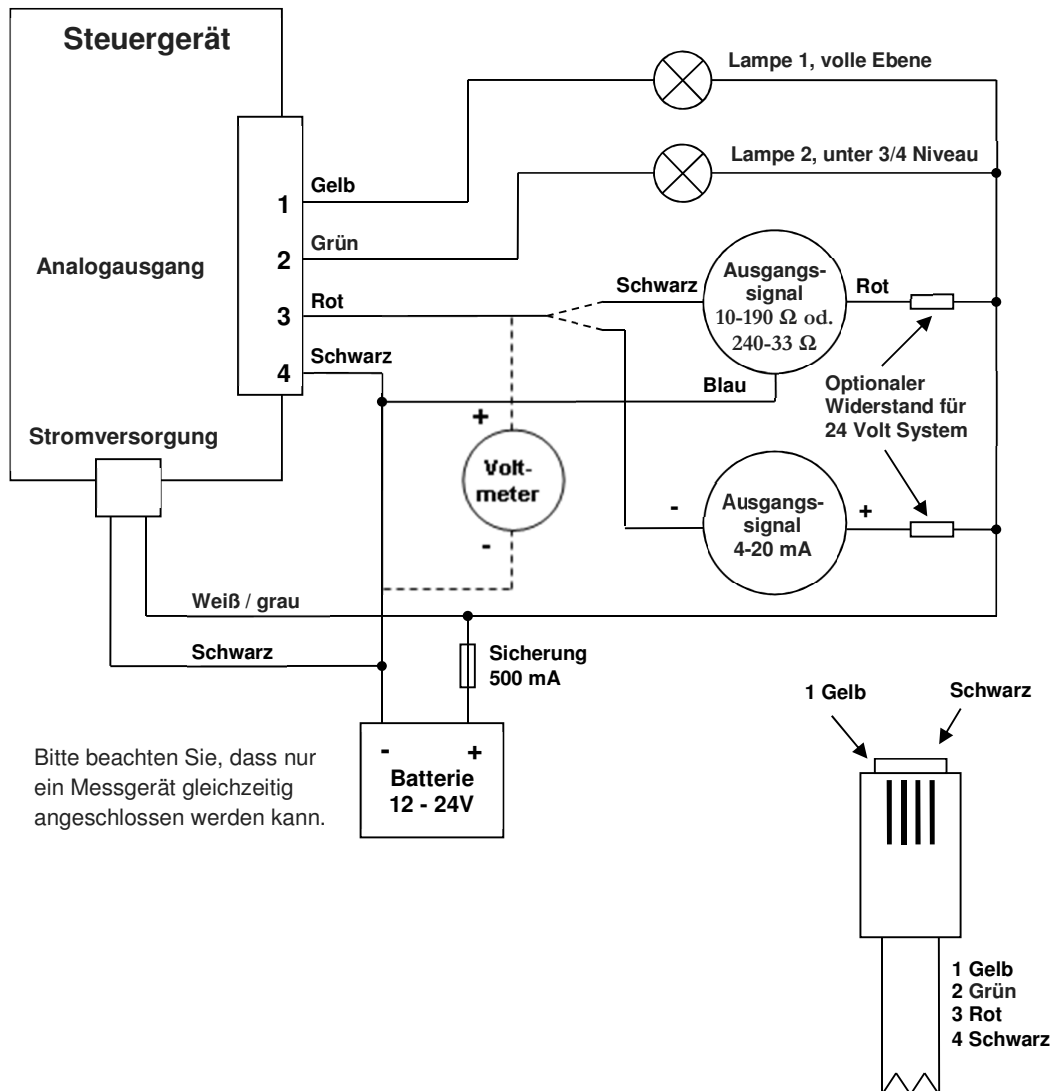 Steuergerät
Lampe 1, volle Ebene
Lampe 2, unter 3/4 Niveau
Gelb
1
Grün
2
Analogausgang
Rot
3
Schwarz
4
Schwarz
Ausgangs-
signal
10-190 Ω od.
240-33 Ω
Rot
Blau
Optionaler
Widerstand für
24 Volt System
Stromversorgung
+
Volt-
meter
-
-
Ausgangs-
signal
4-20 mA
+
Weiß / grau
Schwarz
Sicherung
500 mA
- +
Batterie
12 - 24V
Bitte beachten Sie, dass nur
ein Messgerät gleichzeitig
angeschlossen werden kann.
1 Gelb
Schwarz
1 Gelb
2 Grün
3 Rot
4 Schwarz